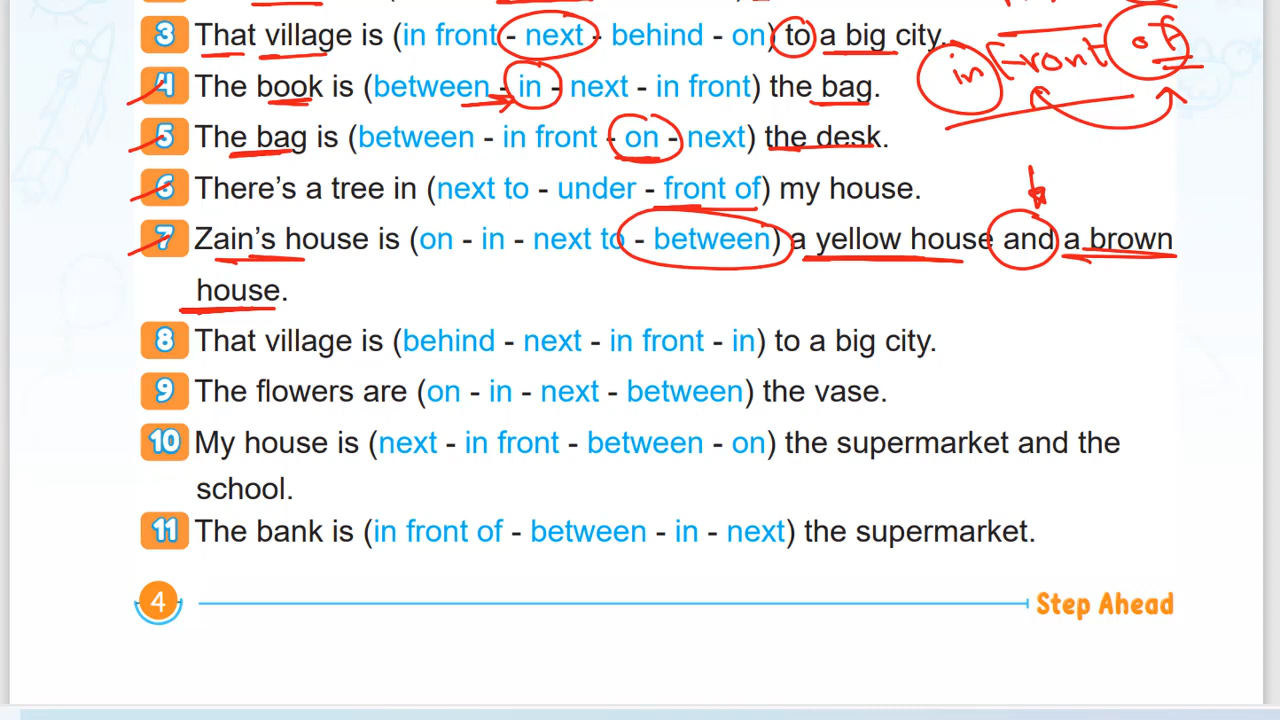 3 That village is (in front - next - behind - on) to a big city.
in front of
4 The book is (between - in - next - in front) the bag.
5 The bag is (between - in front - on - next) the desk.
6 There's a tree in (next to - under - front of) my house.
7 Zain's house is (on - in - next to - between) a yellow house and a brown
house.
8 That village is (behind - next - in front - in) to a big city.
9 The flowers are (on - in - next - between) the vase.
10 My house is (next - in front - between - on) the supermarket and the
school.
11 The bank is (in front of - between - in - next) the supermarket.
4 Step Ahead